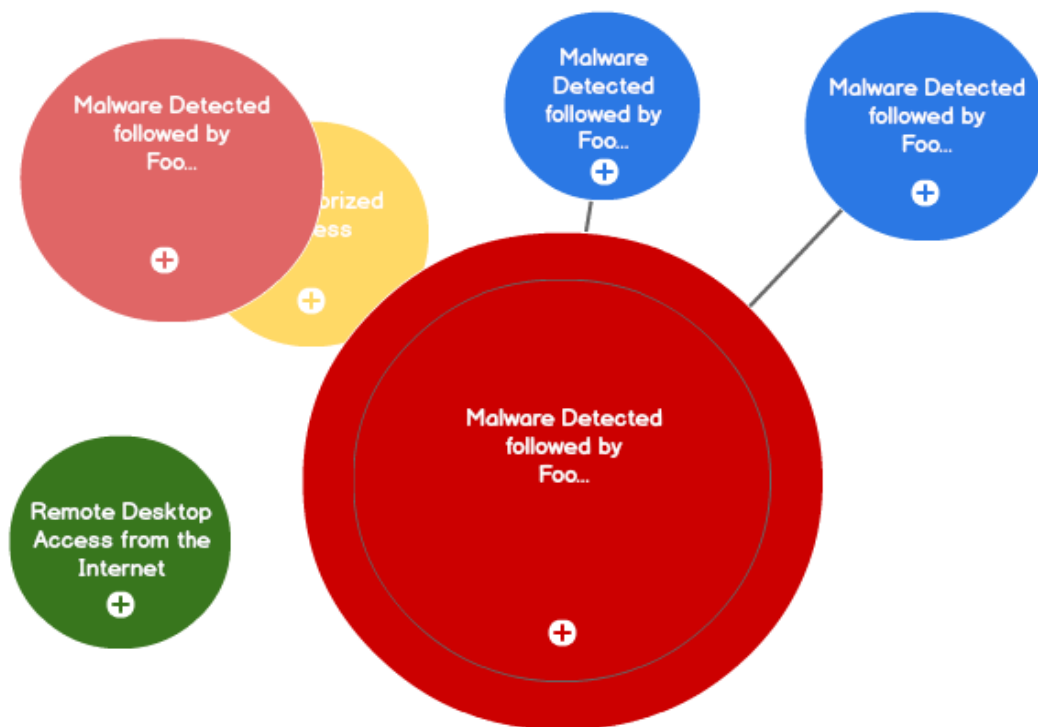 Malware Detected
followed by
Foo...
Malware
Detected
followed by
Foo...
Malware Detected
followed by
Foo...
Malware Detected
followed by
Foo...
Remote Desktop
Access from the
Internet